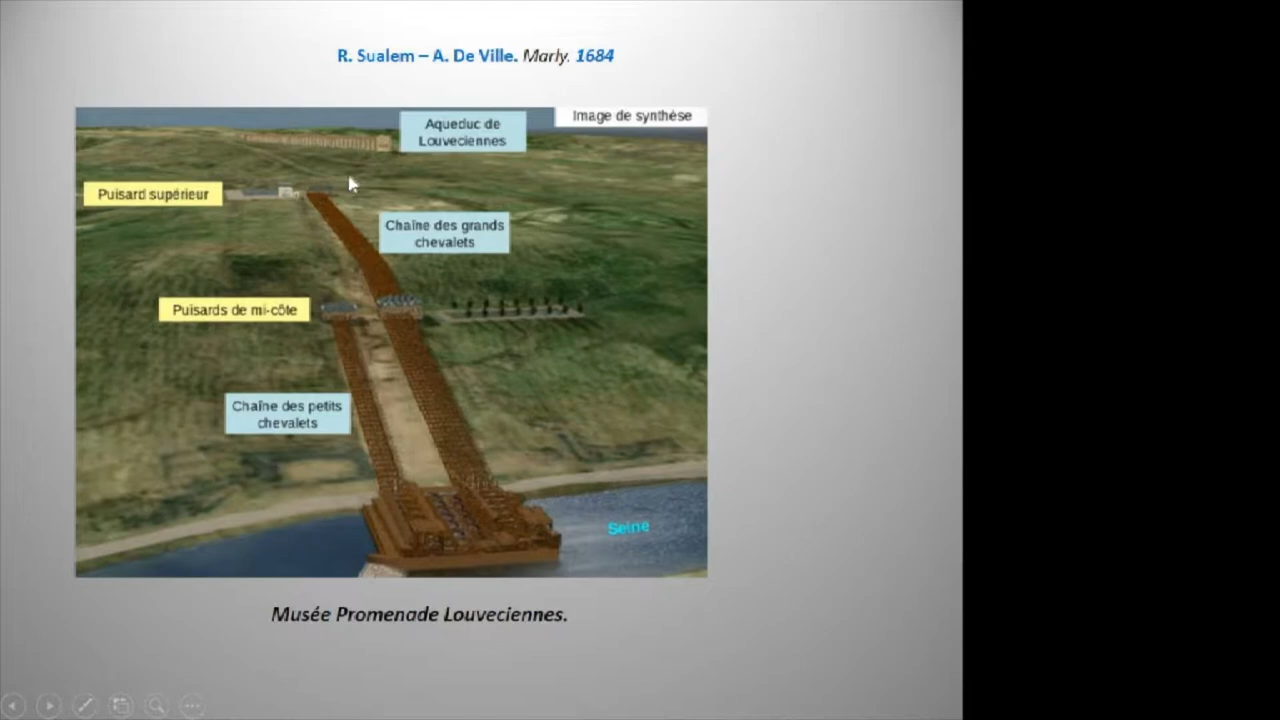 R. Sualem – A. De Ville. Marly. 1684
Image de synthèse
Aqueduc de
Louveciennes
Puisard supérieur
Chaîne des grands
chevalets
Puisards de mi-côte
Chaîne des petits
chevalets
Seine
Musée Promenade Louveciennes.